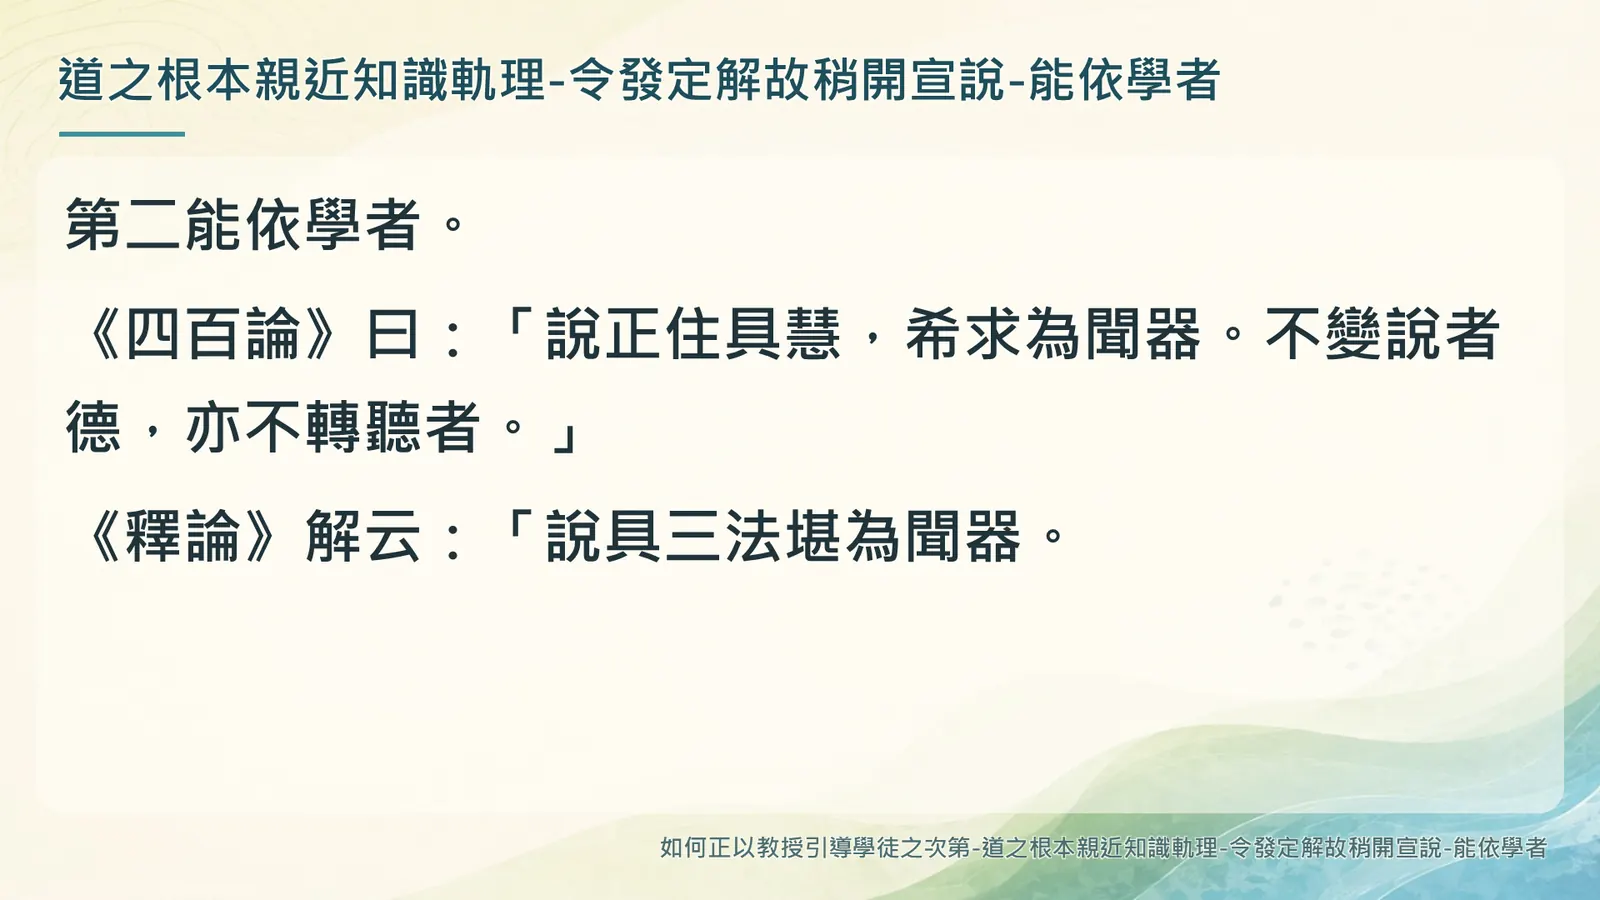 道之根本親近知識軌理-令發定解故稍開宣說-能依學者
第二能依學者。
《四百論》曰：「說正住具慧，希求為聞器。不變說者
德，亦不轉聽者。」
《釋論》解云：「說具三法堪為聞器。
如何正以教授引導學徒之次第-道之根本親近知識軌理-令發定解故稍開宣說-能依學者